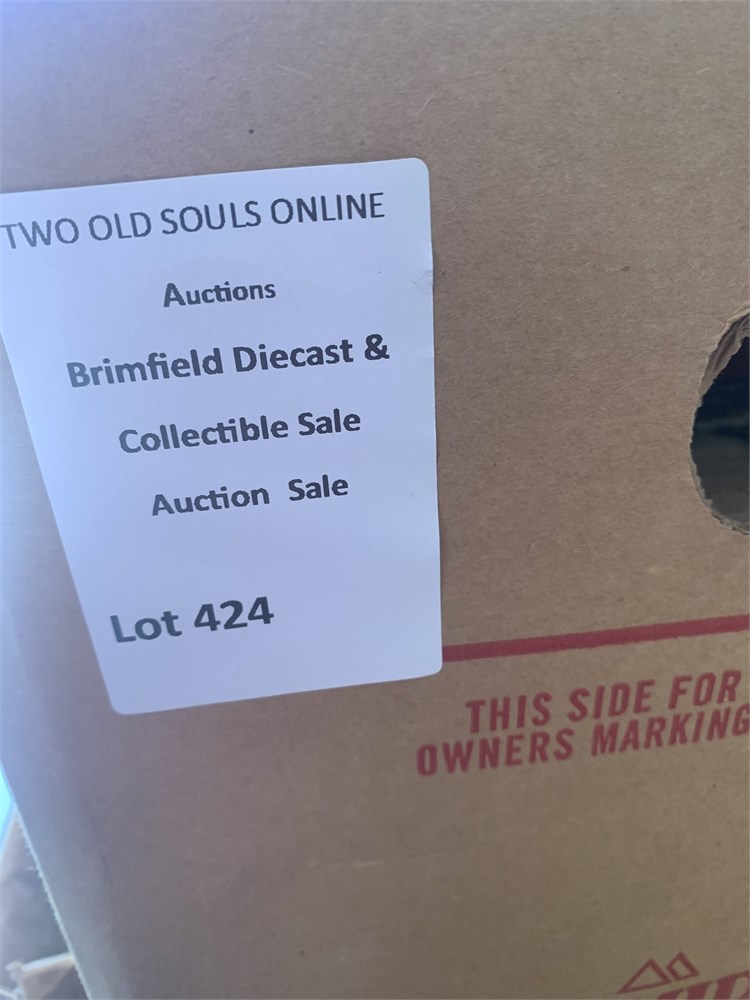 TWO OLD SOULS ONLINE
Auctions
Brimfield Diecast &
Collectible Sale
Auction Sale
Lot 424
THIS SIDE FOR
OWNERS MARKING